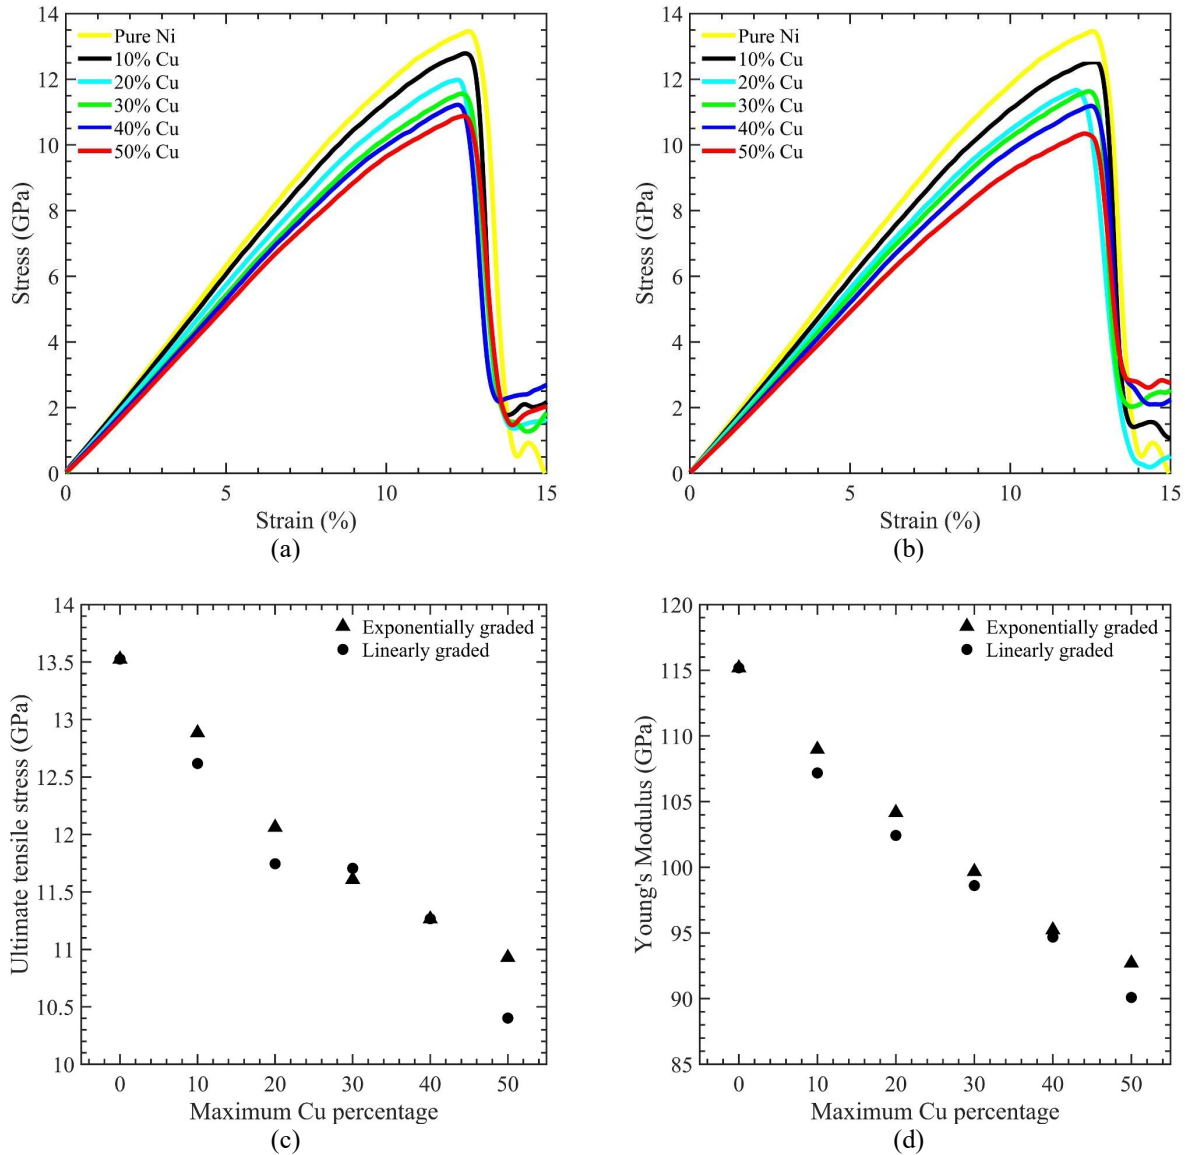 14
12
10
8
6
4
2
0
Stress (GPa)
Pure Ni
10% Cu
20% Cu
30% Cu
40% Cu
50% Cu
0 5 10 15
Strain (%)
(a)
14
12
10
8
6
4
2
0
Stress (GPa)
Pure Ni
10% Cu
20% Cu
30% Cu
40% Cu
50% Cu
0 5 10 15
Strain (%)
(b)
14
13.5
13
12.5
12
11.5
11
10.5
10
Ultimate tensile stress (GPa)
Exponentially graded
Linearly graded
0 10 20 30 40 50
Maximum Cu percentage
(c)
120
115
110
105
100
95
90
85
Young's Modulus (GPa)
Exponentially graded
Linearly graded
0 10 20 30 40 50
Maximum Cu percentage
(d)